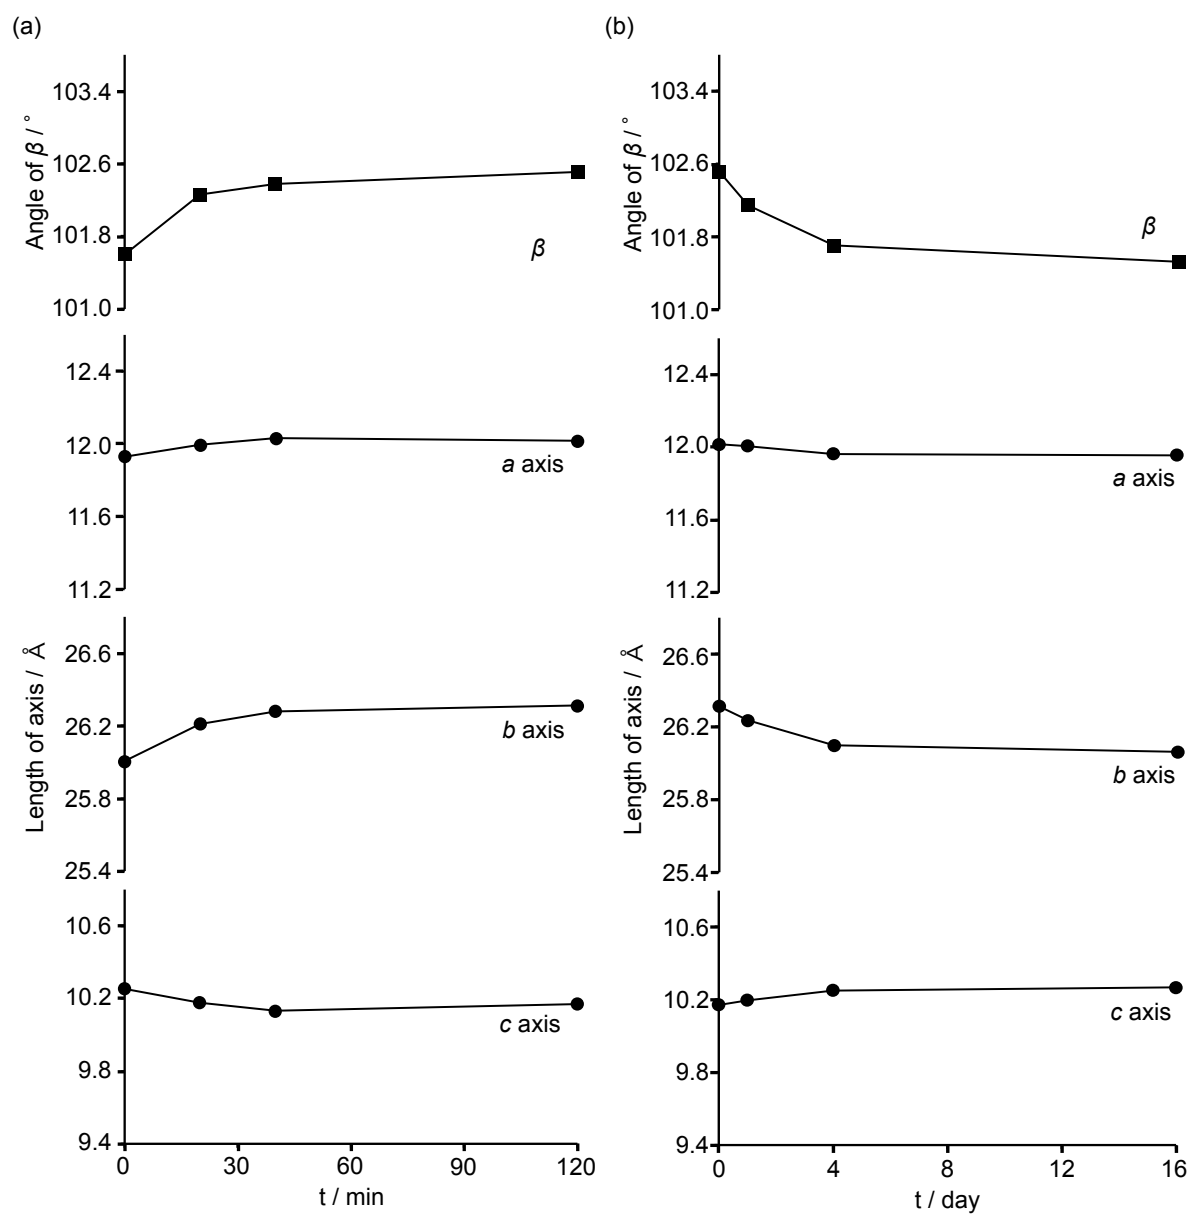 (a)
Angle of β / °
103.4
102.6
101.8
101.0
β
12.4
12.0
11.6
11.2
a axis
Length of axis / Å
26.6
26.2
25.8
25.4
b axis
10.6
10.2
9.8
9.4
c axis
0 30 60 90 120
t / min
(b)
Angle of β / °
103.4
102.6
101.8
101.0
β
12.4
12.0
11.6
11.2
a axis
Length of axis / Å
26.6
26.2
25.8
25.4
b axis
10.6
10.2
9.8
9.4
c axis
0 4 8 12 16
t / day